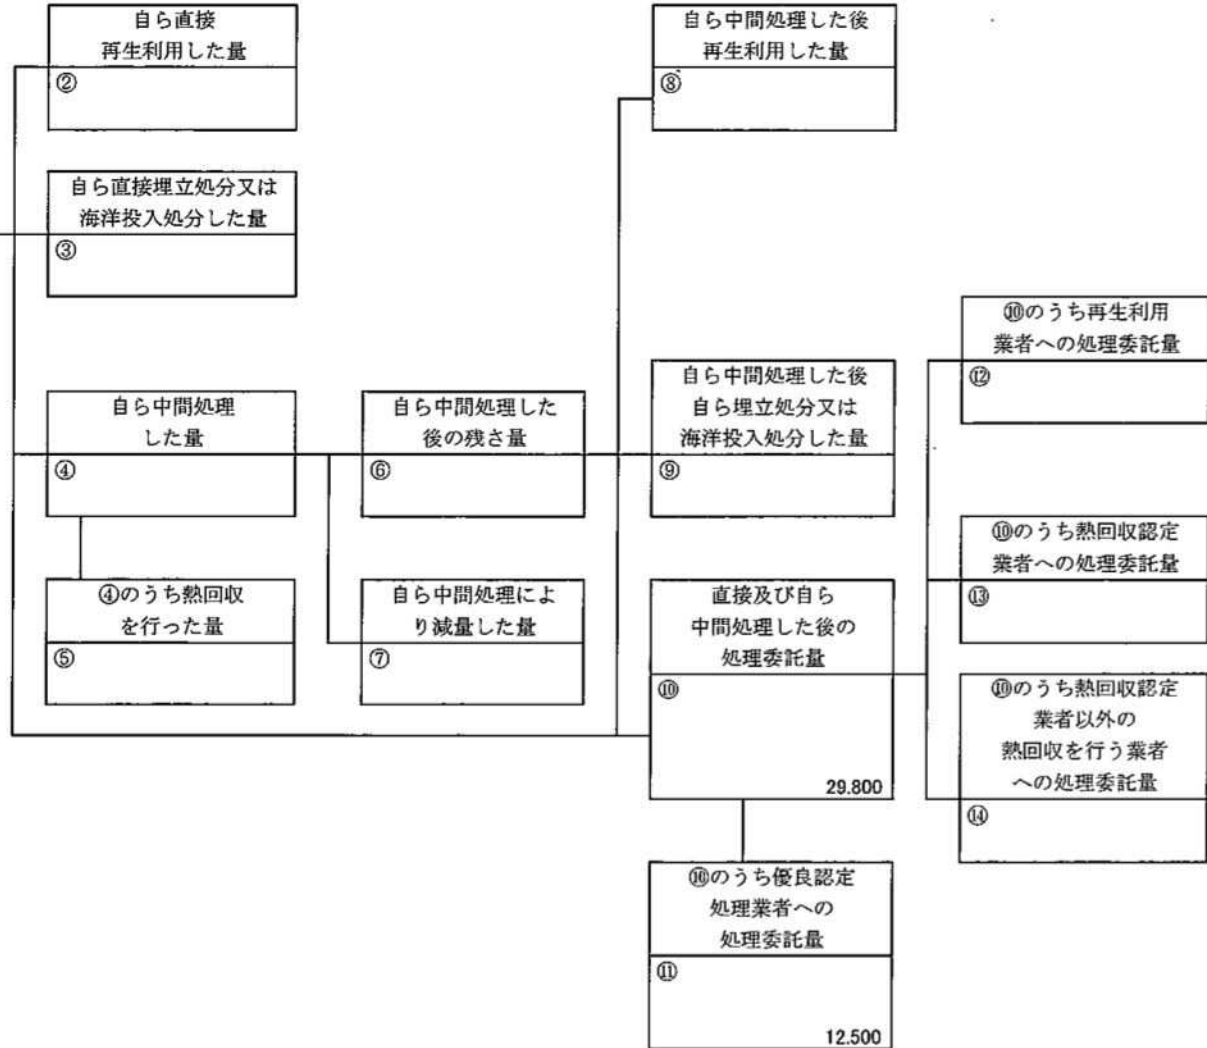 自ら直接
再生利用した量
②
自ら中間処理した後
再生利用した量
⑧
自ら直接埋立処分又は
海洋投入処分した量
③
自ら中間処理
した量
④
自ら中間処理した
後の残さ量
⑥
自ら中間処理した後
自ら埋立処分又は
海洋投入処分した量
⑨
⑩のうち再生利用
業者への処理委託量
⑫
④のうち熱回収
を行った量
⑤
自ら中間処理によ
り減量した量
⑦
直接及び自ら
中間処理した後の
処理委託量
⑩
29.800
⑩のうち熱回収認定
業者への処理委託量
⑬
⑩のうち熱回収認定
業者以外の
熱回収を行う業者
への処理委託量
⑭
⑩のうち優良認定
処理業者への
処理委託量
⑪
12.500